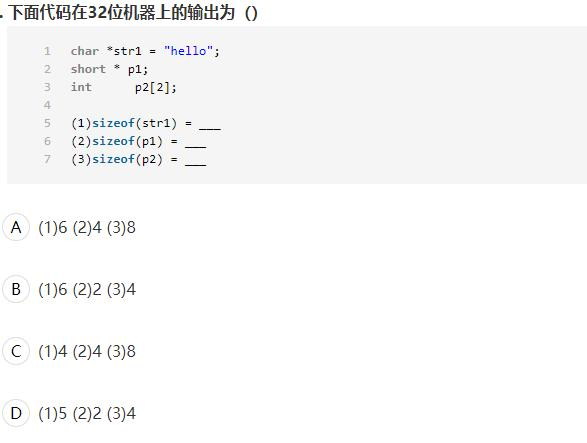 . 下面代码在32位机器上的输出为（）
1 char *str1 = "hello";
2 short * p1;
3 int p2[2];
4
5 (1)sizeof(str1) = ___
6 (2)sizeof(p1) = ___
7 (3)sizeof(p2) = ___
A (1)6 (2)4 (3)8
B (1)6 (2)2 (3)4
C (1)4 (2)4 (3)8
D (1)5 (2)2 (3)4